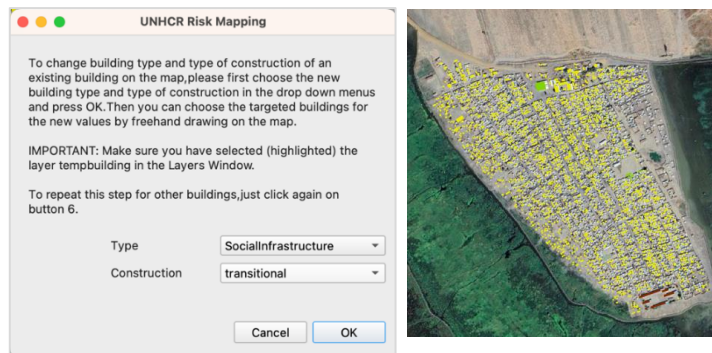 UNHCR Risk Mapping
To change building type and type of construction of an
existing building on the map,please first choose the new
building type and type of construction in the drop down menus
and press OK.Then you can choose the targeted buildings for
the new values by freehand drawing on the map.
IMPORTANT: Make sure you have selected (highlighted) the
layer tempbuilding in the Layers Window.
To repeat this step for other buildings,just click again on
button 6.
Type SocialInfrastructure
Construction transitional
Cancel OK